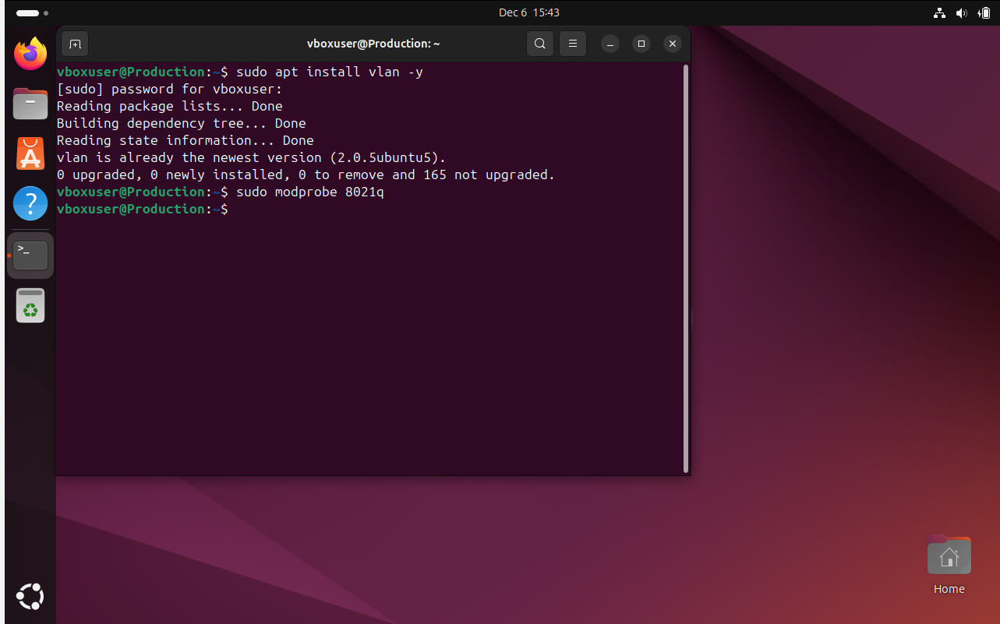 Dec 6 15:43
vboxuser@Production: ~
vboxuser@Production:~$ sudo apt install vlan -y
[sudo] password for vboxuser:
Reading package lists... Done
Building dependency tree... Done
Reading state information... Done
vlan is already the newest version (2.0.5ubuntu5).
0 upgraded, 0 newly installed, 0 to remove and 165 not upgraded.
vboxuser@Production:~$ sudo modprobe 8021q
vboxuser@Production:~$
>_
Home